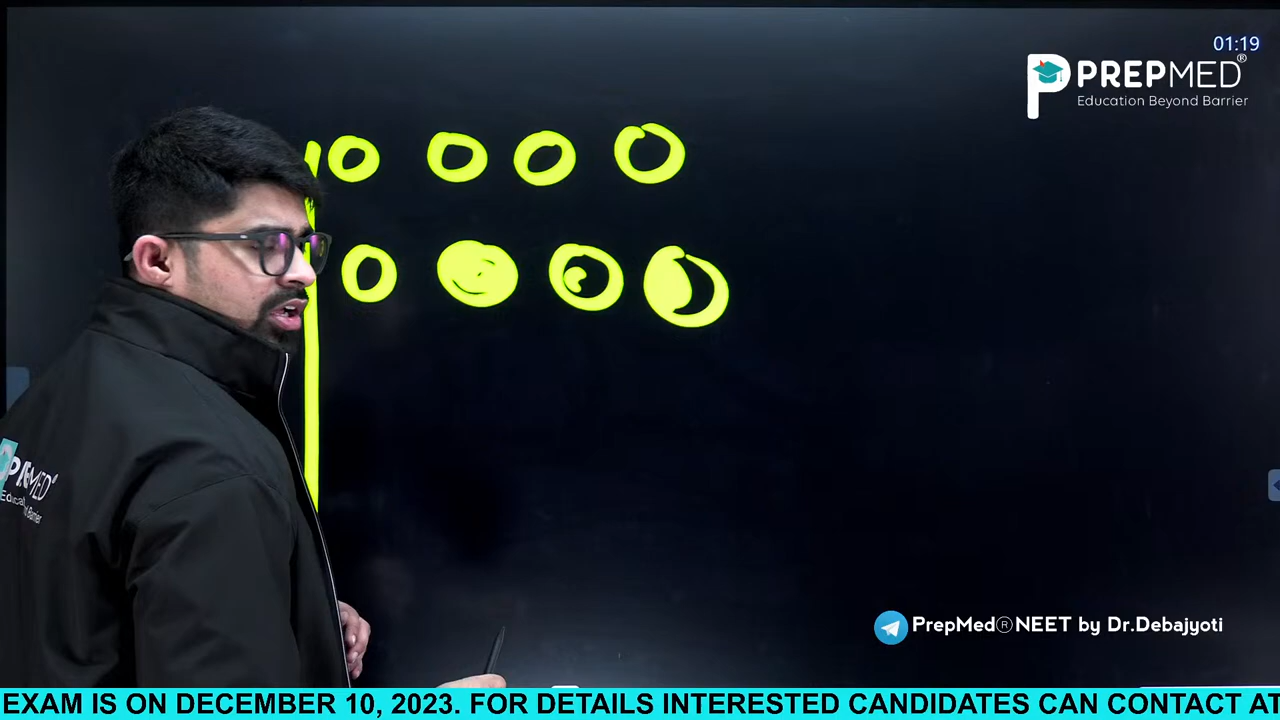 01:19
PREPMED®
Education Beyond Barrier
PrepMed®NEET by Dr.Debajyoti
EXAM IS ON DECEMBER 10, 2023. FOR DETAILS INTERESTED CANDIDATES CAN CONTACT AT